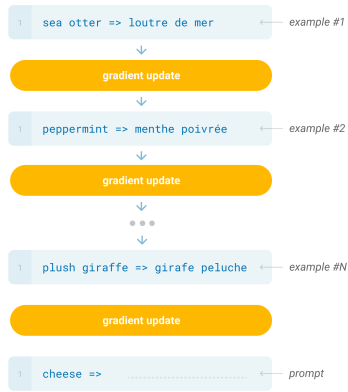 1 sea otter => loutre de mer example #1
gradient update
1 peppermint => menthe poivrée example #2
gradient update
1 plush giraffe => girafe peluche example #N
gradient update
1 cheese => prompt